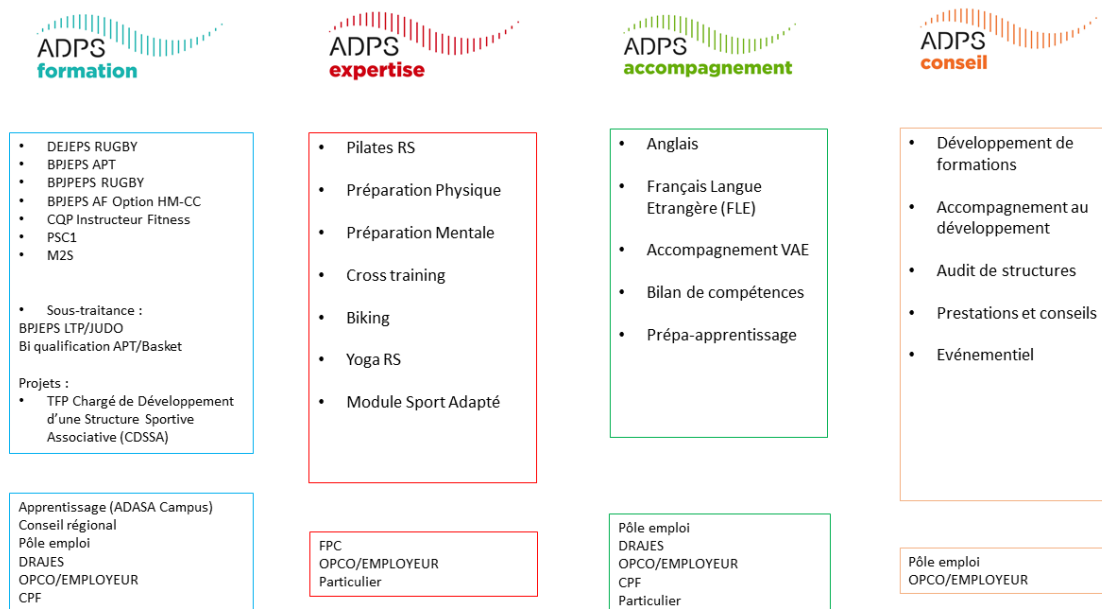 ADPS
formation
DEJEPS RUGBY
BPJEPS APT
BPJPEPS RUGBY
BPJEPS AF Option HM-CC
CQP Instructeur Fitness
PSC1
M2S
Sous-traitance :
BPJEPS LTP/JUDO
Bi qualification APT/Basket
Projets :
TFP Chargé de Développement
d'une Structure Sportive
Associative (CDSSA)
Apprentissage (ADASA Campus)
Conseil régional
Pôle emploi
DRAJES
OPCO/EMPLOYEUR
CPF
ADPS
expertise
Pilates RS
Préparation Physique
Préparation Mentale
Cross training
Biking
Yoga RS
Module Sport Adapté
FPC
OPCO/EMPLOYEUR
Particulier
ADPS
accompagnement
Anglais
Français Langue
Etrangère (FLE)
Accompagnement VAE
Bilan de compétences
Prépa-apprentissage
Pôle emploi
DRAJES
OPCO/EMPLOYEUR
CPF
Particulier
ADPS
conseil
Développement de
formations
Accompagnement au
développement
Audit de structures
Prestations et conseils
Evénementiel
Pôle emploi
OPCO/EMPLOYEUR